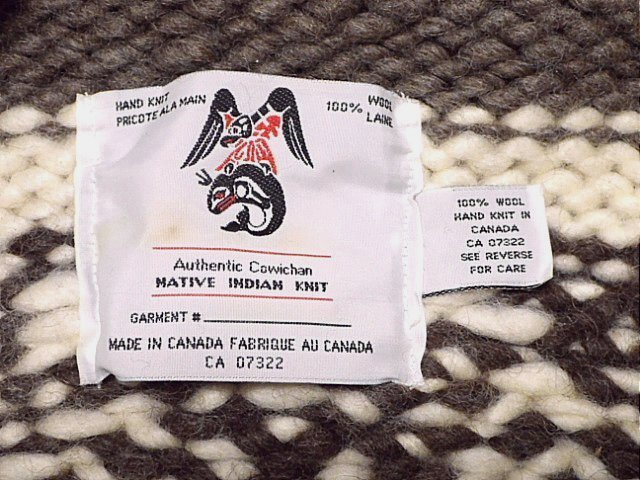 HAND KNIT
PRICOTE ALA MAIN
100% WOOL
LAINE
Authentic Cowichan
NATIVE INDIAN KNIT
GARMENT #
MADE IN CANADA FABRIQUE AU CANADA
CA 07322
100% WOOL
HAND KNIT IN
CANADA
CA 07322
SEE REVERSE
FOR CARE